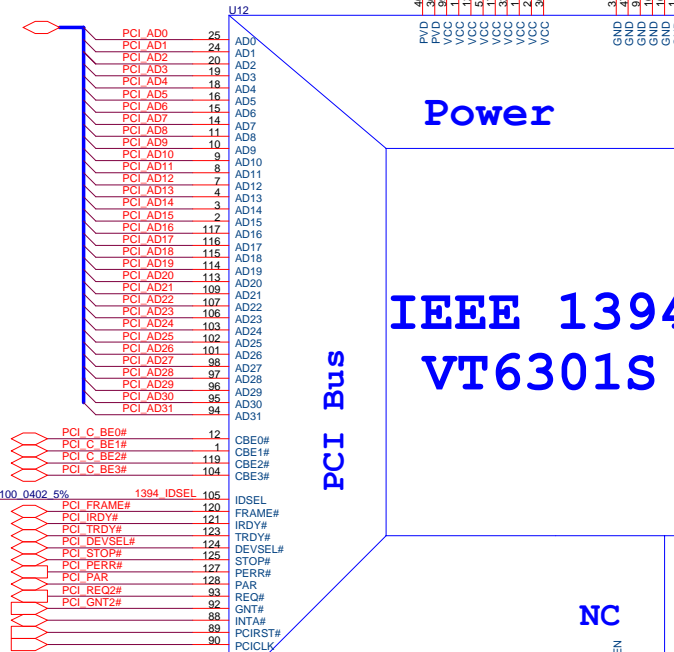 U12
PVD
PVD
VCC
VCC
VCC
VCC
VCC
VCC
VCC
VCC
GND
GND
GND
GND
GND
Power
PCI_AD0 25 AD0
PCI_AD1 24 AD1
PCI_AD2 20 AD2
PCI_AD3 19 AD3
PCI_AD4 18 AD4
PCI_AD5 16 AD5
PCI_AD6 15 AD6
PCI_AD7 14 AD7
PCI_AD8 11 AD8
PCI_AD9 10 AD9
PCI_AD10 9 AD10
PCI_AD11 8 AD11
PCI_AD12 7 AD12
PCI_AD13 4 AD13
PCI_AD14 3 AD14
PCI_AD15 2 AD15
PCI_AD16 117 AD16
PCI_AD17 116 AD17
PCI_AD18 115 AD18
PCI_AD19 114 AD19
PCI_AD20 113 AD20
PCI_AD21 109 AD21
PCI_AD22 107 AD22
PCI_AD23 106 AD23
PCI_AD24 103 AD24
PCI_AD25 102 AD25
PCI_AD26 101 AD26
PCI_AD27 98 AD27
PCI_AD28 97 AD28
PCI_AD29 96 AD29
PCI_AD30 95 AD30
PCI_AD31 94 AD31
IEEE 1394
VT6301S
PCI Bus
PCI_C_BE0# 12 CBE0#
PCI_C_BE1# 1 CBE1#
PCI_C_BE2# 119 CBE2#
PCI_C_BE3# 104 CBE3#
100_0402_5% 1394_IDSEL 105 IDSEL
PCI_FRAME# 120 FRAME#
PCI_IRDY# 121 IRDY#
PCI_TRDY# 123 TRDY#
PCI_DEVSEL# 124 DEVSEL#
PCI_STOP# 125 STOP#
PCI_PERR# 127 PERR#
PCI_PAR 128 PAR
PCI_REQ2# 93 REQ#
PCI_GNT2# 92 GNT#
88 INTA#
89 PCIRST#
90 PCICLK
NC
EN